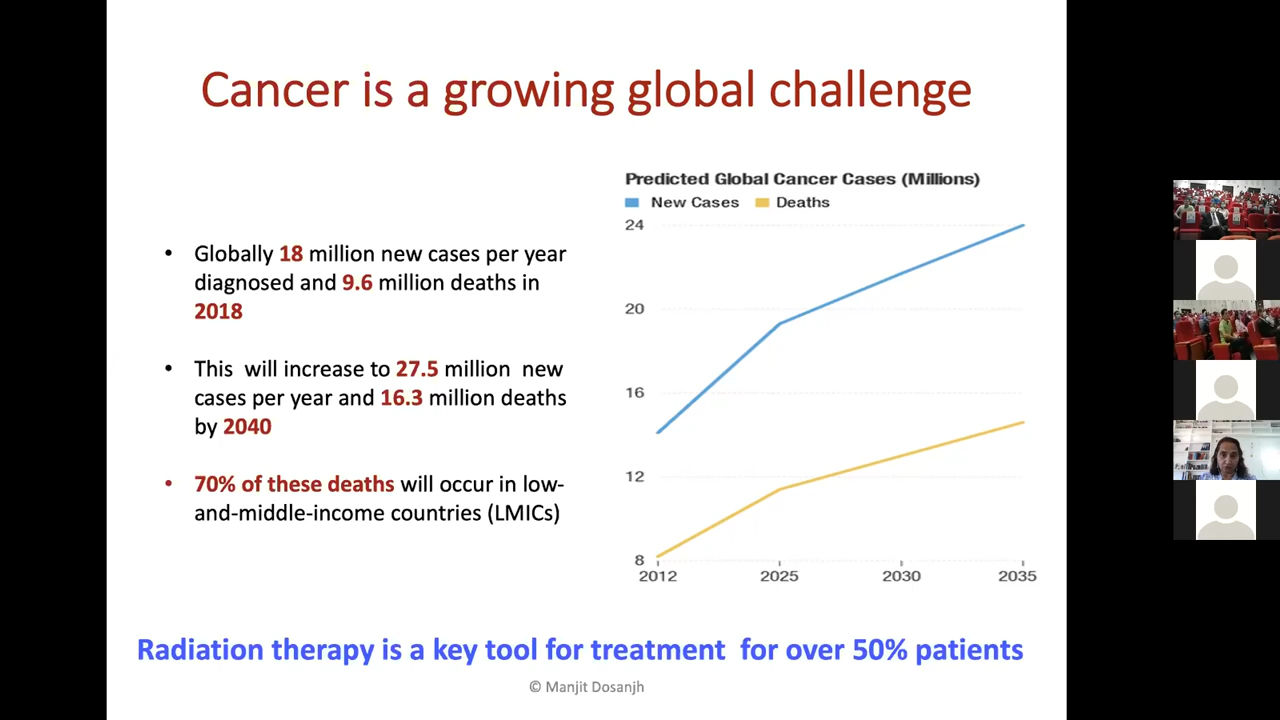 Cancer is a growing global challenge
• Globally 18 million new cases per year
diagnosed and 9.6 million deaths in
2018
• This will increase to 27.5 million new
cases per year and 16.3 million deaths
by 2040
• 70% of these deaths will occur in low-
and-middle-income countries (LMICs)
Predicted Global Cancer Cases (Millions)
New Cases Deaths
24
20
16
12
8
2012 2025 2030 2035
Radiation therapy is a key tool for treatment for over 50% patients
© Manjit Dosanjh